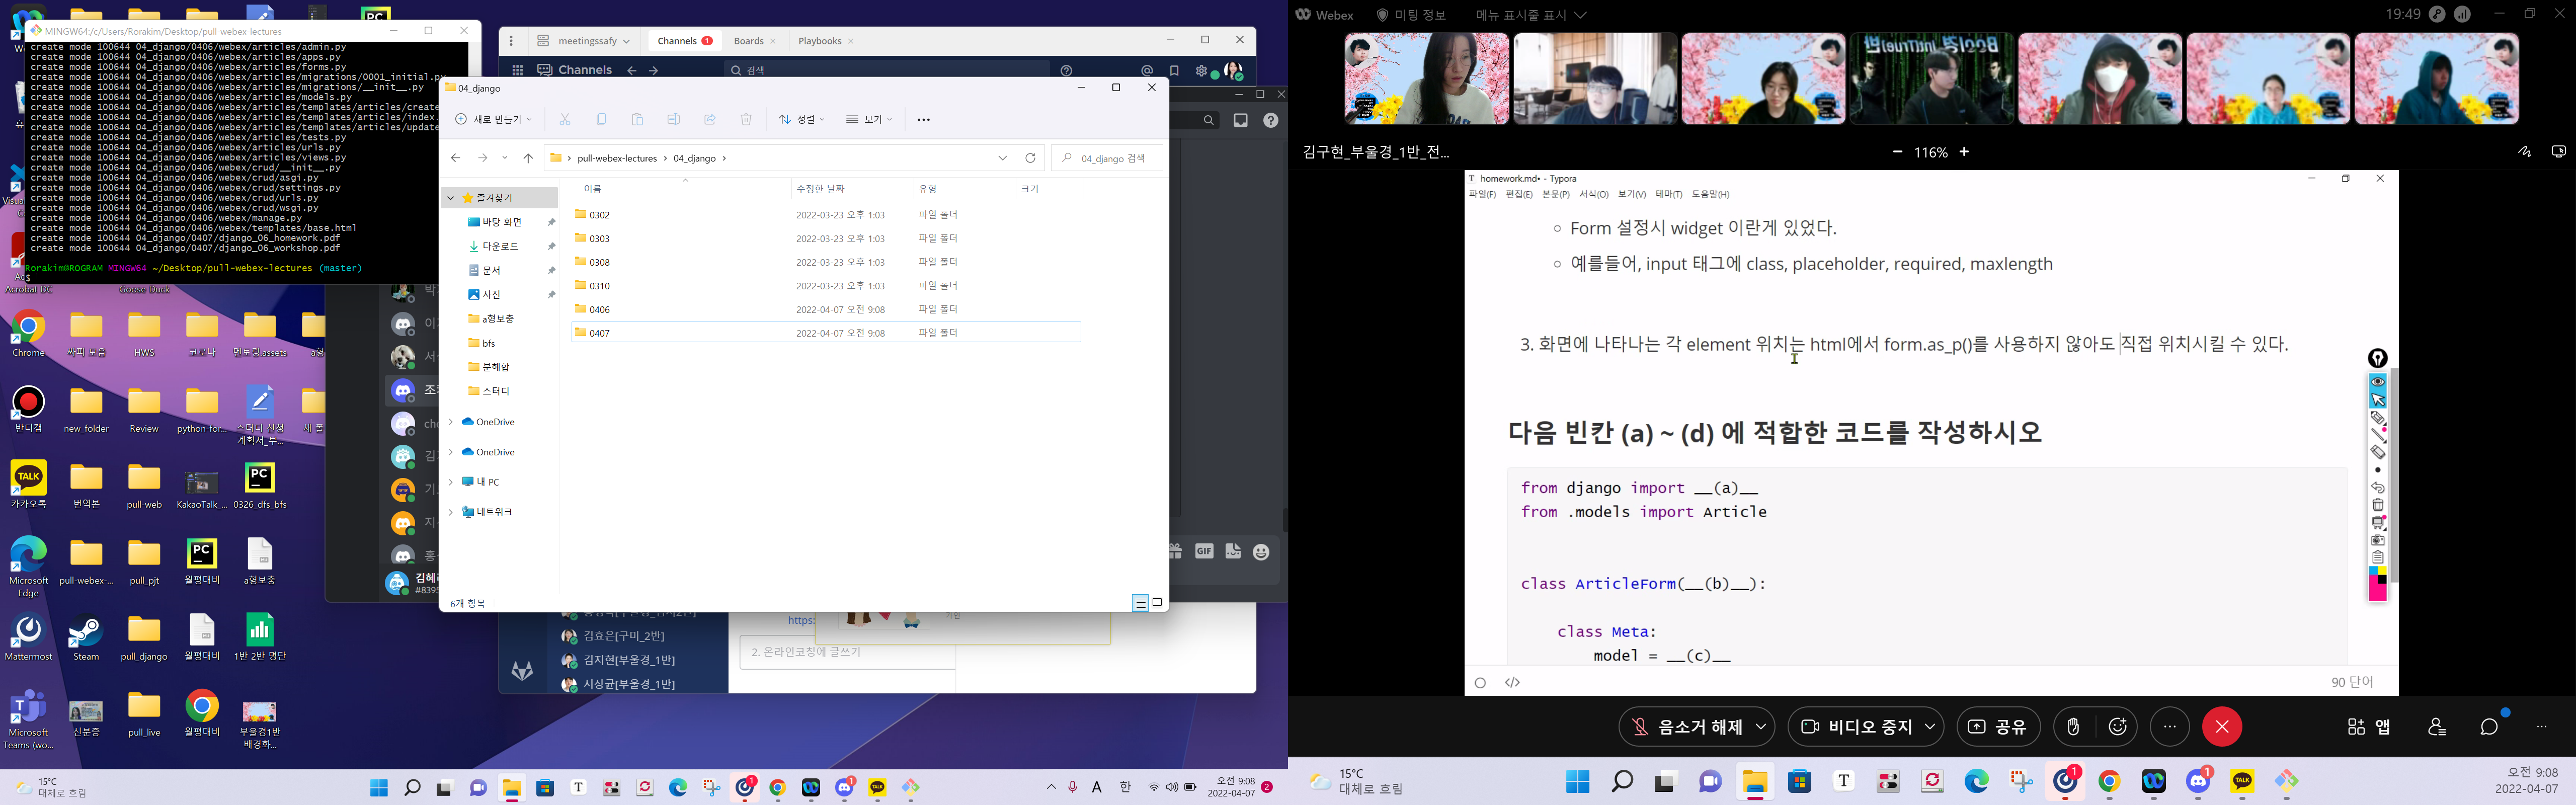 MINGW64:/c/Users/Rorakim/Desktop/pull-webex-lectures
create mode 100644 04_django/0406/webex/articles/admin.py
create mode 100644 04_django/0406/webex/articles/apps.py
create mode 100644 04_django/0406/webex/articles/forms.py
create mode 100644 04_django/0406/webex/articles/migrations/0001_initial.py
create mode 100644 04_django/0406/webex/articles/migrations/__init__.py
create mode 100644 04_django/0406/webex/articles/models.py
create mode 100644 04_django/0406/webex/articles/templates/articles/create
create mode 100644 04_django/0406/webex/articles/templates/articles/index.
create mode 100644 04_django/0406/webex/articles/templates/articles/update
create mode 100644 04_django/0406/webex/articles/tests.py
create mode 100644 04_django/0406/webex/articles/urls.py
create mode 100644 04_django/0406/webex/articles/views.py
create mode 100644 04_django/0406/webex/crud/__init__.py
create mode 100644 04_django/0406/webex/crud/asgi.py
create mode 100644 04_django/0406/webex/crud/settings.py
create mode 100644 04_django/0406/webex/crud/urls.py
create mode 100644 04_django/0406/webex/crud/wsgi.py
create mode 100644 04_django/0406/webex/manage.py
create mode 100644 04_django/0406/webex/templates/base.html
create mode 100644 04_django/0407/django_06_homework.pdf
create mode 100644 04_django/0407/django_06_workshop.pdf
Rorakim@ROGRAM MINGW64 ~/Desktop/pull-webex-lectures (master)
$
Acrobat DC
Goose Duck
Chrome
싸피 모음
HWS
코로나
멘토링.assets
반디캠
new_folder
Review
python-for...
스터디 신청
계획서_부...
새 폴
카카오톡
번역본
pull-web
KakaoTalk_...
0326_dfs_bfs
Microsoft
Edge
pull-webex-...
pull_pjt
월평대비
a형보충
Mattermost
Steam
pull_django
월평대비
1반 2반 명단
Microsoft
Teams (wo...
신분증
pull_live
월평대비
부울경1반
배경화...
meetingssafy
Channels 1
Boards
Playbooks
Channels
검색
04_django
새로 만들기
정렬
보기
pull-webex-lectures
04_django
04_django 검색
이름
수정한 날짜
유형
크기
즐겨찾기
바탕 화면
다운로드
문서
사진
a형보충
bfs
분해합
스터디
OneDrive
OneDrive
내 PC
네트워크
0302 2022-03-23 오후 1:03 파일 폴더
0303 2022-03-23 오후 1:03 파일 폴더
0308 2022-03-23 오후 1:03 파일 폴더
0310 2022-03-23 오후 1:03 파일 폴더
0406 2022-04-07 오전 9:08 파일 폴더
0407 2022-04-07 오전 9:08 파일 폴더
6개 항목
GIF
#8395
https:
김효은[구미_2반]
김지현[부울경_1반]
서상균[부울경_1반]
2. 온라인코칭에 글쓰기
15°C
대체로 흐림
A
한
오전 9:08
2022-04-07
2
Webex
미팅 정보
메뉴 표시줄 표시
19:49
김구현_부울경_1반_전...
116%
homework.md• - Typora
파일(F) 편집(E) 본문(P) 서식(O) 보기(V) 테마(T) 도움말(H)
Form 설정시 widget 이란게 있었다.
예를들어, input 태그에 class, placeholder, required, maxlength
3. 화면에 나타나는 각 element 위치는 html에서 form.as_p()를 사용하지 않아도 직접 위치시킬 수 있다.
다음 빈칸 (a) ~ (d) 에 적합한 코드를 작성하시오
from django import __(a)__
from .models import Article
class ArticleForm(__(b)__):
class Meta:
model = __(c)__
90 단어
음소거 해제
비디오 중지
공유
앱
15°C
대체로 흐림
오전 9:08
2022-04-07